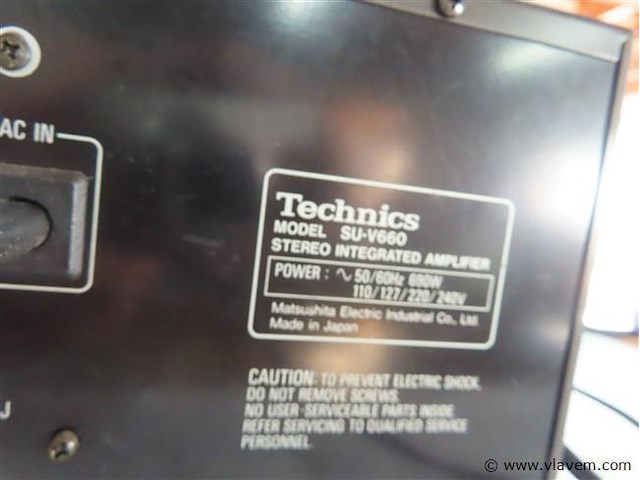 AC IN
Technics
MODEL SU-V660
STEREO INTEGRATED AMPLIFIER
POWER : ∿ 50/60Hz 690W
110/127/220/240V
Matsushita Electric Industrial Co., Ltd.
Made in Japan
CAUTION: TO PREVENT ELECTRIC SHOCK,
DO NOT REMOVE SCREWS.
NO USER-SERVICEABLE PARTS INSIDE.
REFER SERVICING TO QUALIFIED SERVICE
PERSONNEL.
J
© www.vlavem.com